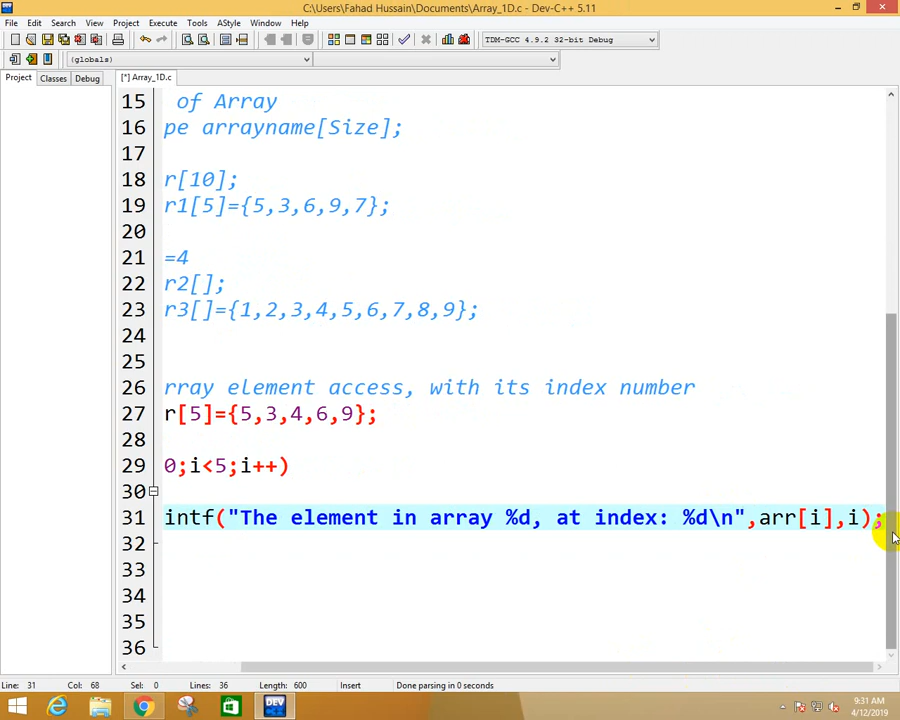 C:\Users\Fahad Hussain\Documents\Array_1D.c - Dev-C++ 5.11
File Edit Search View Project Execute Tools AStyle Window Help
TDM-GCC 4.9.2 32-bit Debug
(globals)
Project Classes Debug [*] Array_1D.c
15 of Array
16 pe arrayname[Size];
17
18 r[10];
19 r1[5]={5,3,6,9,7};
20
21 =4
22 r2[];
23 r3[]={1,2,3,4,5,6,7,8,9};
24
25
26 rray element access, with its index number
27 r[5]={5,3,4,6,9};
28
29 0;i<5;i++)
30
31 intf("The element in array %d, at index: %d\n",arr[i],i);
32
33
34
35
36
Line: 31 Col: 68 Sel: 0 Lines: 36 Length: 600 Insert Done parsing in 0 seconds
DEV
9:31 AM
4/12/2019